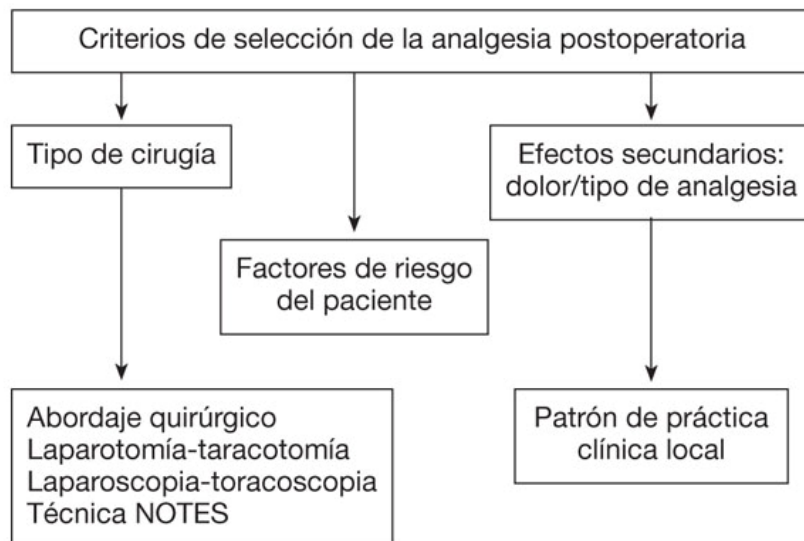 Criterios de selección de la analgesia postoperatoria
Tipo de cirugía
Efectos secundarios:
dolor/tipo de analgesia
Factores de riesgo
del paciente
Abordaje quirúrgico
Laparotomía-taracotomía
Laparoscopia-toracoscopia
Técnica NOTES
Patrón de práctica
clínica local